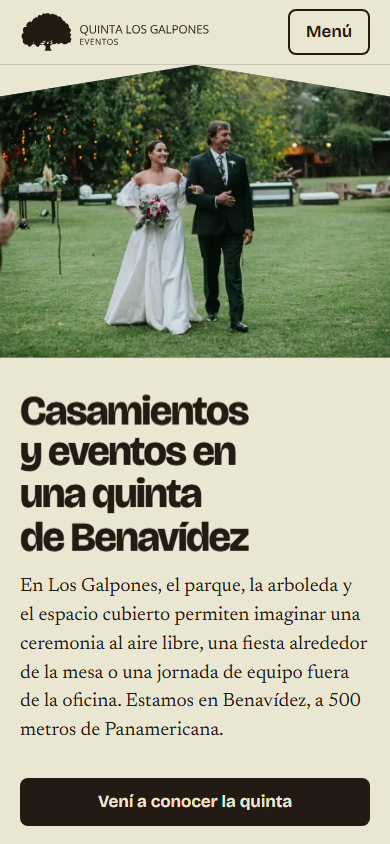 QUINTA LOS GALPONES
EVENTOS
Menú
Casamientos
y eventos en
una quinta
de Benavídez
En Los Galpones, el parque, la arboleda y
el espacio cubierto permiten imaginar una
ceremonia al aire libre, una fiesta alrededor
de la mesa o una jornada de equipo fuera
de la oficina. Estamos en Benavídez, a 500
metros de Panamericana.
Vení a conocer la quinta